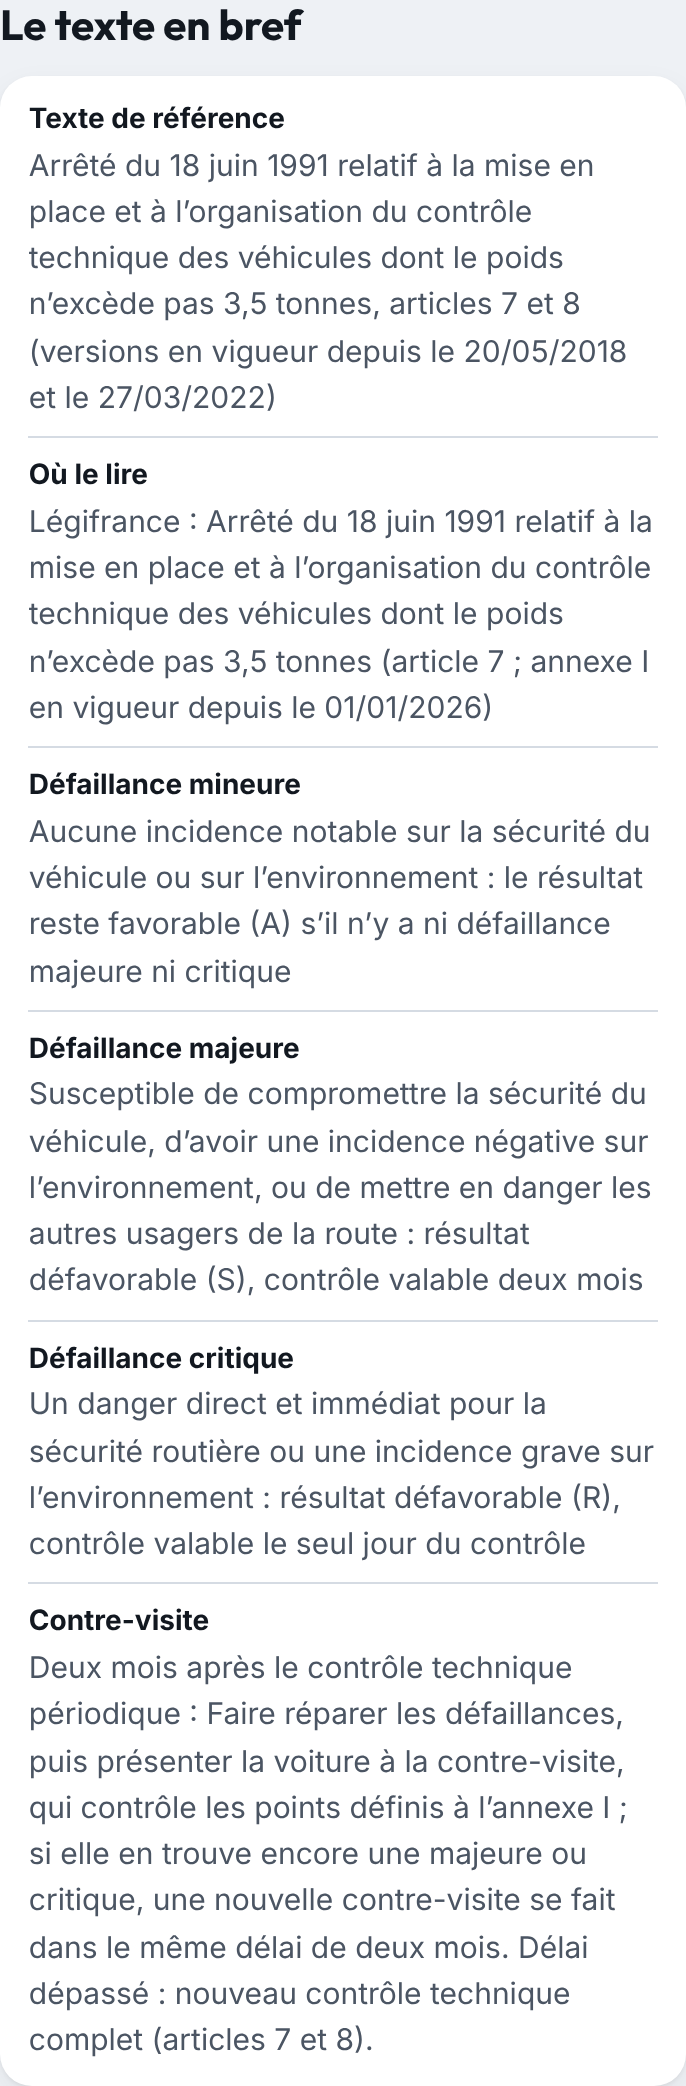 Le texte en bref
Texte de référence
Arrêté du 18 juin 1991 relatif à la mise en
place et à l’organisation du contrôle
technique des véhicules dont le poids
n’excède pas 3,5 tonnes, articles 7 et 8
(versions en vigueur depuis le 20/05/2018
et le 27/03/2022)
Où le lire
Légifrance : Arrêté du 18 juin 1991 relatif à la
mise en place et à l’organisation du contrôle
technique des véhicules dont le poids
n’excède pas 3,5 tonnes (article 7 ; annexe I
en vigueur depuis le 01/01/2026)
Défaillance mineure
Aucune incidence notable sur la sécurité du
véhicule ou sur l’environnement : le résultat
reste favorable (A) s’il n’y a ni défaillance
majeure ni critique
Défaillance majeure
Susceptible de compromettre la sécurité du
véhicule, d’avoir une incidence négative sur
l’environnement, ou de mettre en danger les
autres usagers de la route : résultat
défavorable (S), contrôle valable deux mois
Défaillance critique
Un danger direct et immédiat pour la
sécurité routière ou une incidence grave sur
l’environnement : résultat défavorable (R),
contrôle valable le seul jour du contrôle
Contre-visite
Deux mois après le contrôle technique
périodique : Faire réparer les défaillances,
puis présenter la voiture à la contre-visite,
qui contrôle les points définis à l’annexe I ;
si elle en trouve encore une majeure ou
critique, une nouvelle contre-visite se fait
dans le même délai de deux mois. Délai
dépassé : nouveau contrôle technique
complet (articles 7 et 8).